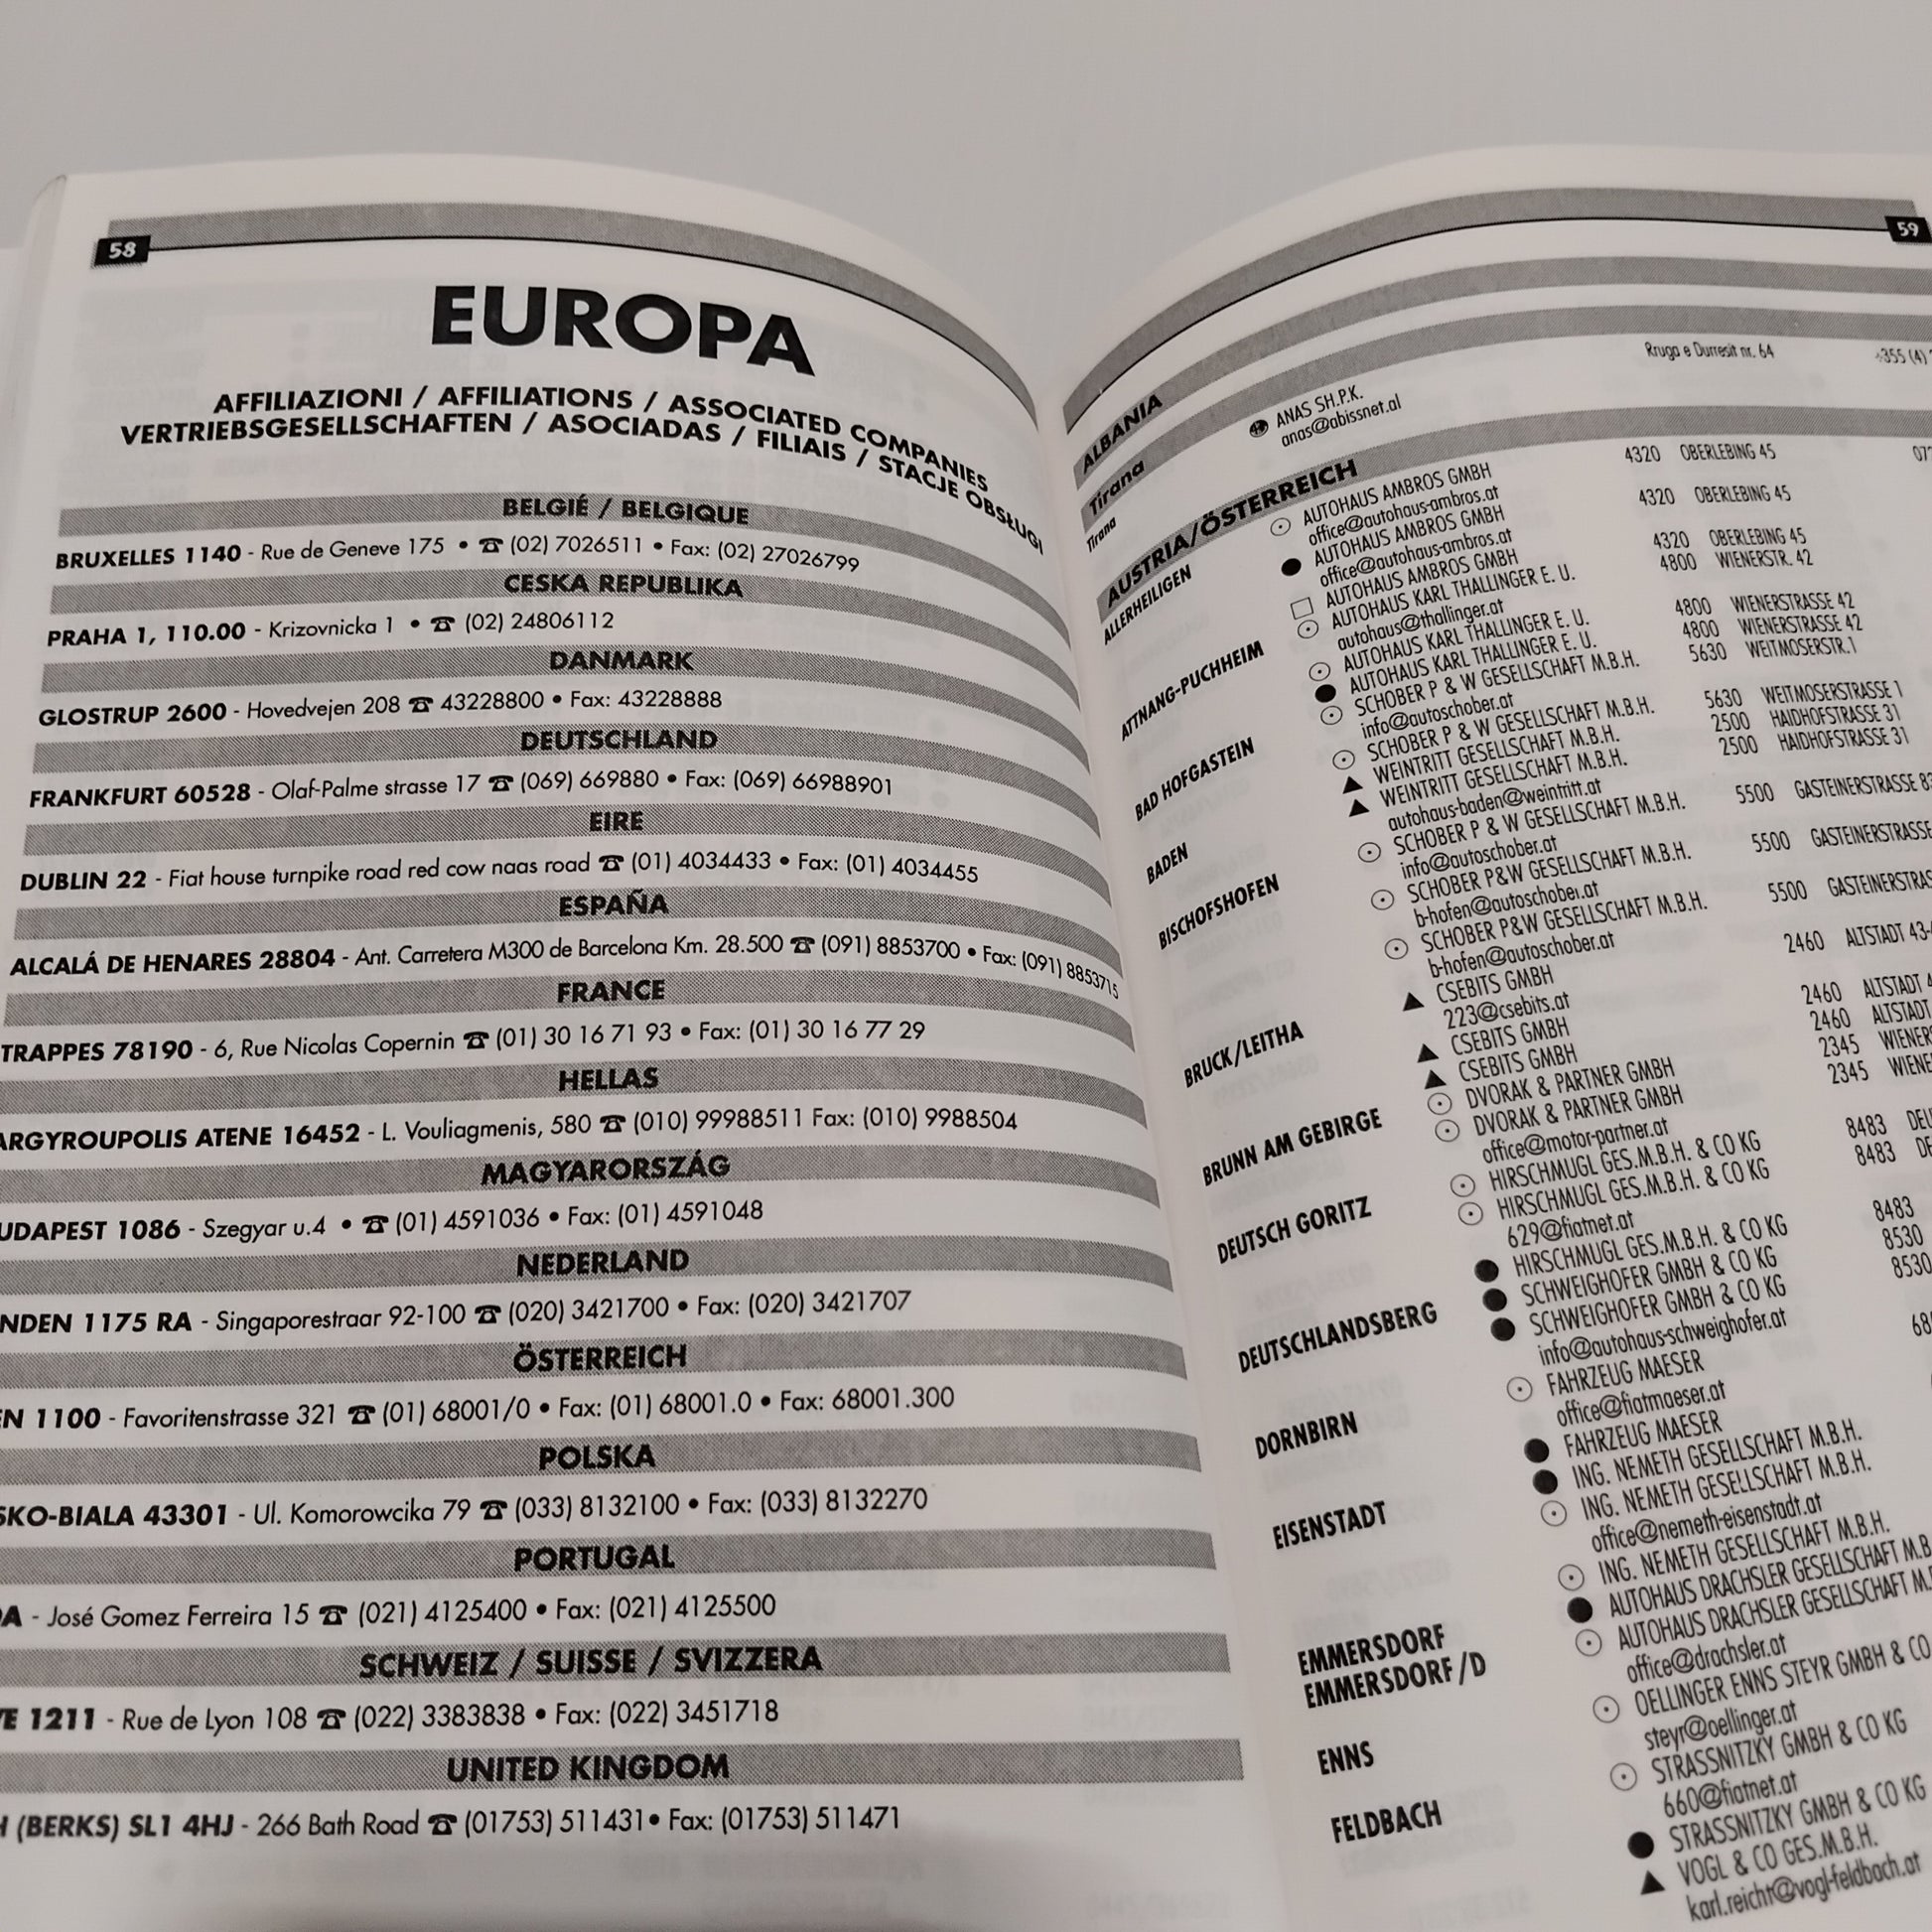 58
EUROPA
AFFILIAZIONI / AFFILIATIONS / ASSOCIATED COMPANIES
VERTRIEBSGESELLSCHAFTEN / ASOCIADAS / FILIAIS / STACJE OBSŁUGI
BELGIÉ / BELGIQUE
BRUXELLES 1140 - Rue de Geneve 175 • ☎ (02) 7026511 • Fax: (02) 27026799
CESKA REPUBLIKA
PRAHA 1, 110.00 - Krizovnicka 1 • ☎ (02) 24806112
DANMARK
GLOSTRUP 2600 - Hovedvejen 208 ☎ 43228800 • Fax: 43228888
DEUTSCHLAND
FRANKFURT 60528 - Olaf-Palme strasse 17 ☎ (069) 669880 • Fax: (069) 66988901
EIRE
DUBLIN 22 - Fiat house turnpike road red cow naas road ☎ (01) 4034433 • Fax: (01) 4034455
ESPAÑA
ALCALÁ DE HENARES 28804 - Ant. Carretera M300 de Barcelona Km. 28.500 ☎ (091) 8853700 • Fax: (091) 8853715
FRANCE
TRAPPES 78190 - 6, Rue Nicolas Copernin ☎ (01) 30 16 71 93 • Fax: (01) 30 16 77 29
HELLAS
ARGYROUPOLIS ATENE 16452 - L. Vouliagmenis, 580 ☎ (010) 99988511 Fax: (010) 9988504
MAGYARORSZÁG
UDAPEST 1086 - Szegyar u.4 • ☎ (01) 4591036 • Fax: (01) 4591048
NEDERLAND
NDEN 1175 RA - Singaporestraar 92-100 ☎ (020) 3421700 • Fax: (020) 3421707
ÖSTERREICH
EN 1100 - Favoritenstrasse 321 ☎ (01) 68001/0 • Fax: (01) 68001.0 • Fax: 68001.300
POLSKA
SKO-BIALA 43301 - Ul. Komorowcika 79 ☎ (033) 8132100 • Fax: (033) 8132270
PORTUGAL
DA - José Gomez Ferreira 15 ☎ (021) 4125400 • Fax: (021) 4125500
SCHWEIZ / SUISSE / SVIZZERA
VE 1211 - Rue de Lyon 108 ☎ (022) 3383838 • Fax: (022) 3451718
UNITED KINGDOM
H (BERKS) SL1 4HJ - 266 Bath Road ☎ (01753) 511431• Fax: (01753) 511471
59
ALBANIA
Tirana
Tirana ANAS SH.P.K. Rruga e Durresit nr. 64 +355 (4)
anas@abissnet.al
AUSTRIA/ÖSTERREICH
ALLERHEILIGEN AUTOHAUS AMBROS GMBH 4320 OBERLEBING 45
office@autohaus-ambros.at
AUTOHAUS AMBROS GMBH 4320 OBERLEBING 45
office@autohaus-ambros.at
AUTOHAUS AMBROS GMBH 4320 OBERLEBING 45
ATTNANG-PUCHHEIM AUTOHAUS KARL THALLINGER E. U. 4800 WIENERSTR. 42
autohaus@thallinger.at
AUTOHAUS KARL THALLINGER E. U. 4800 WIENERSTRASSE 42
AUTOHAUS KARL THALLINGER E. U. 4800 WIENERSTRASSE 42
BAD HOFGASTEIN SCHOBER P & W GESELLSCHAFT M.B.H. 5630 WEITMOSERSTR.1
info@autoschober.at
SCHOBER P & W GESELLSCHAFT M.B.H. 5630 WEITMOSERSTRASSE 1
BADEN WEINTRITT GESELLSCHAFT M.B.H. 2500 HAIDHOFSTRASSE 31
WEINTRITT GESELLSCHAFT M.B.H. 2500 HAIDHOFSTRASSE 31
autohaus-baden@weintritt.at
BISCHOFSHOFEN SCHOBER P & W GESELLSCHAFT M.B.H. 5500 GASTEINERSTRASSE
info@autoschober.at
SCHOBER P&W GESELLSCHAFT M.B.H. 5500 GASTEINERSTRASSE
b-hofen@autoschober.at
SCHOBER P&W GESELLSCHAFT M.B.H. 5500 GASTEINERSTRAS
b-hofen@autoschober.at
BRUCK/LEITHA CSEBITS GMBH 2460 ALTSTADT 43-
223@csebits.at
CSEBITS GMBH 2460 ALTSTADT 4
CSEBITS GMBH 2460 ALTSTADT
BRUNN AM GEBIRGE DVORAK & PARTNER GMBH 2345 WIENER
DVORAK & PARTNER GMBH 2345 WIENE
office@motor-partner.at
DEUTSCH GORITZ HIRSCHMUGL GES.M.B.H. & CO KG 8483 DEU
HIRSCHMUGL GES.M.B.H. & CO KG 8483 DE
629@fiatnet.at
HIRSCHMUGL GES.M.B.H. & CO KG 8483
DEUTSCHLANDSBERG SCHWEIGHOFER GMBH & CO KG 8530
SCHWEIGHOFER GMBH & CO KG 8530
info@autohaus-schweighofer.at
DORNBIRN FAHRZEUG MAESER 68
office@fiatmaeser.at
FAHRZEUG MAESER
EISENSTADT ING. NEMETH GESELLSCHAFT M.B.H.
ING. NEMETH GESELLSCHAFT M.B.H.
office@nemeth-eisenstadt.at
ING. NEMETH GESELLSCHAFT M.B.H.
EMMERSDORF AUTOHAUS DRACHSLER GESELLSCHAFT M.B
EMMERSDORF/D AUTOHAUS DRACHSLER GESELLSCHAFT M.
office@drachsler.at
ENNS OELLINGER ENNS STEYR GMBH & CO
steyr@oellinger.at
FELDBACH STRASSNITZKY GMBH & CO KG
660@fiatnet.at
STRASSNITZKY GMBH & CO KG
VOGL & CO GES.M.B.H.
karl.reicht@vogl-feldbach.at